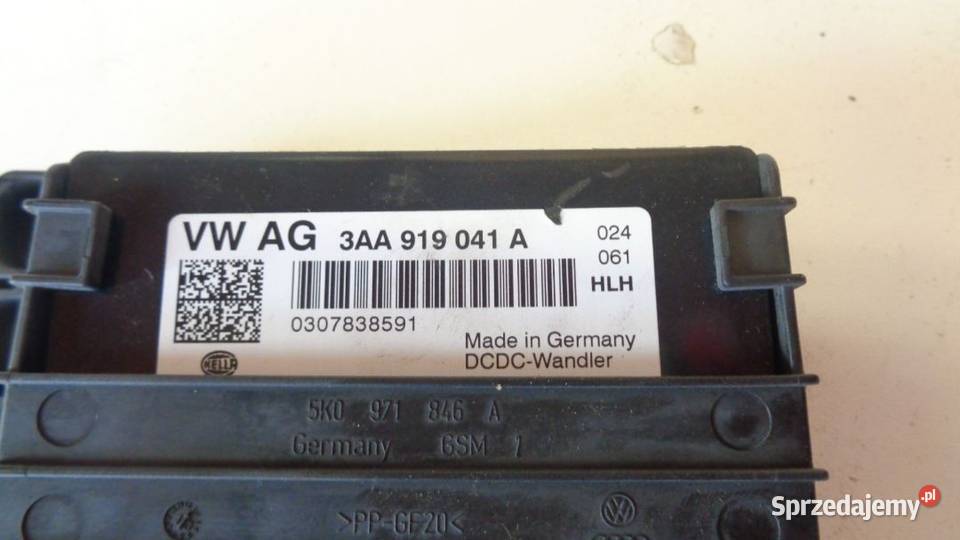 VW AG 3AA 919 041 A
024
061
HLH
0307838591
Made in Germany
DCDC-Wandler
HELLA
5K0 971 846 A
Germany GSM
>PP-GF20<
Sprzedajemy.pl